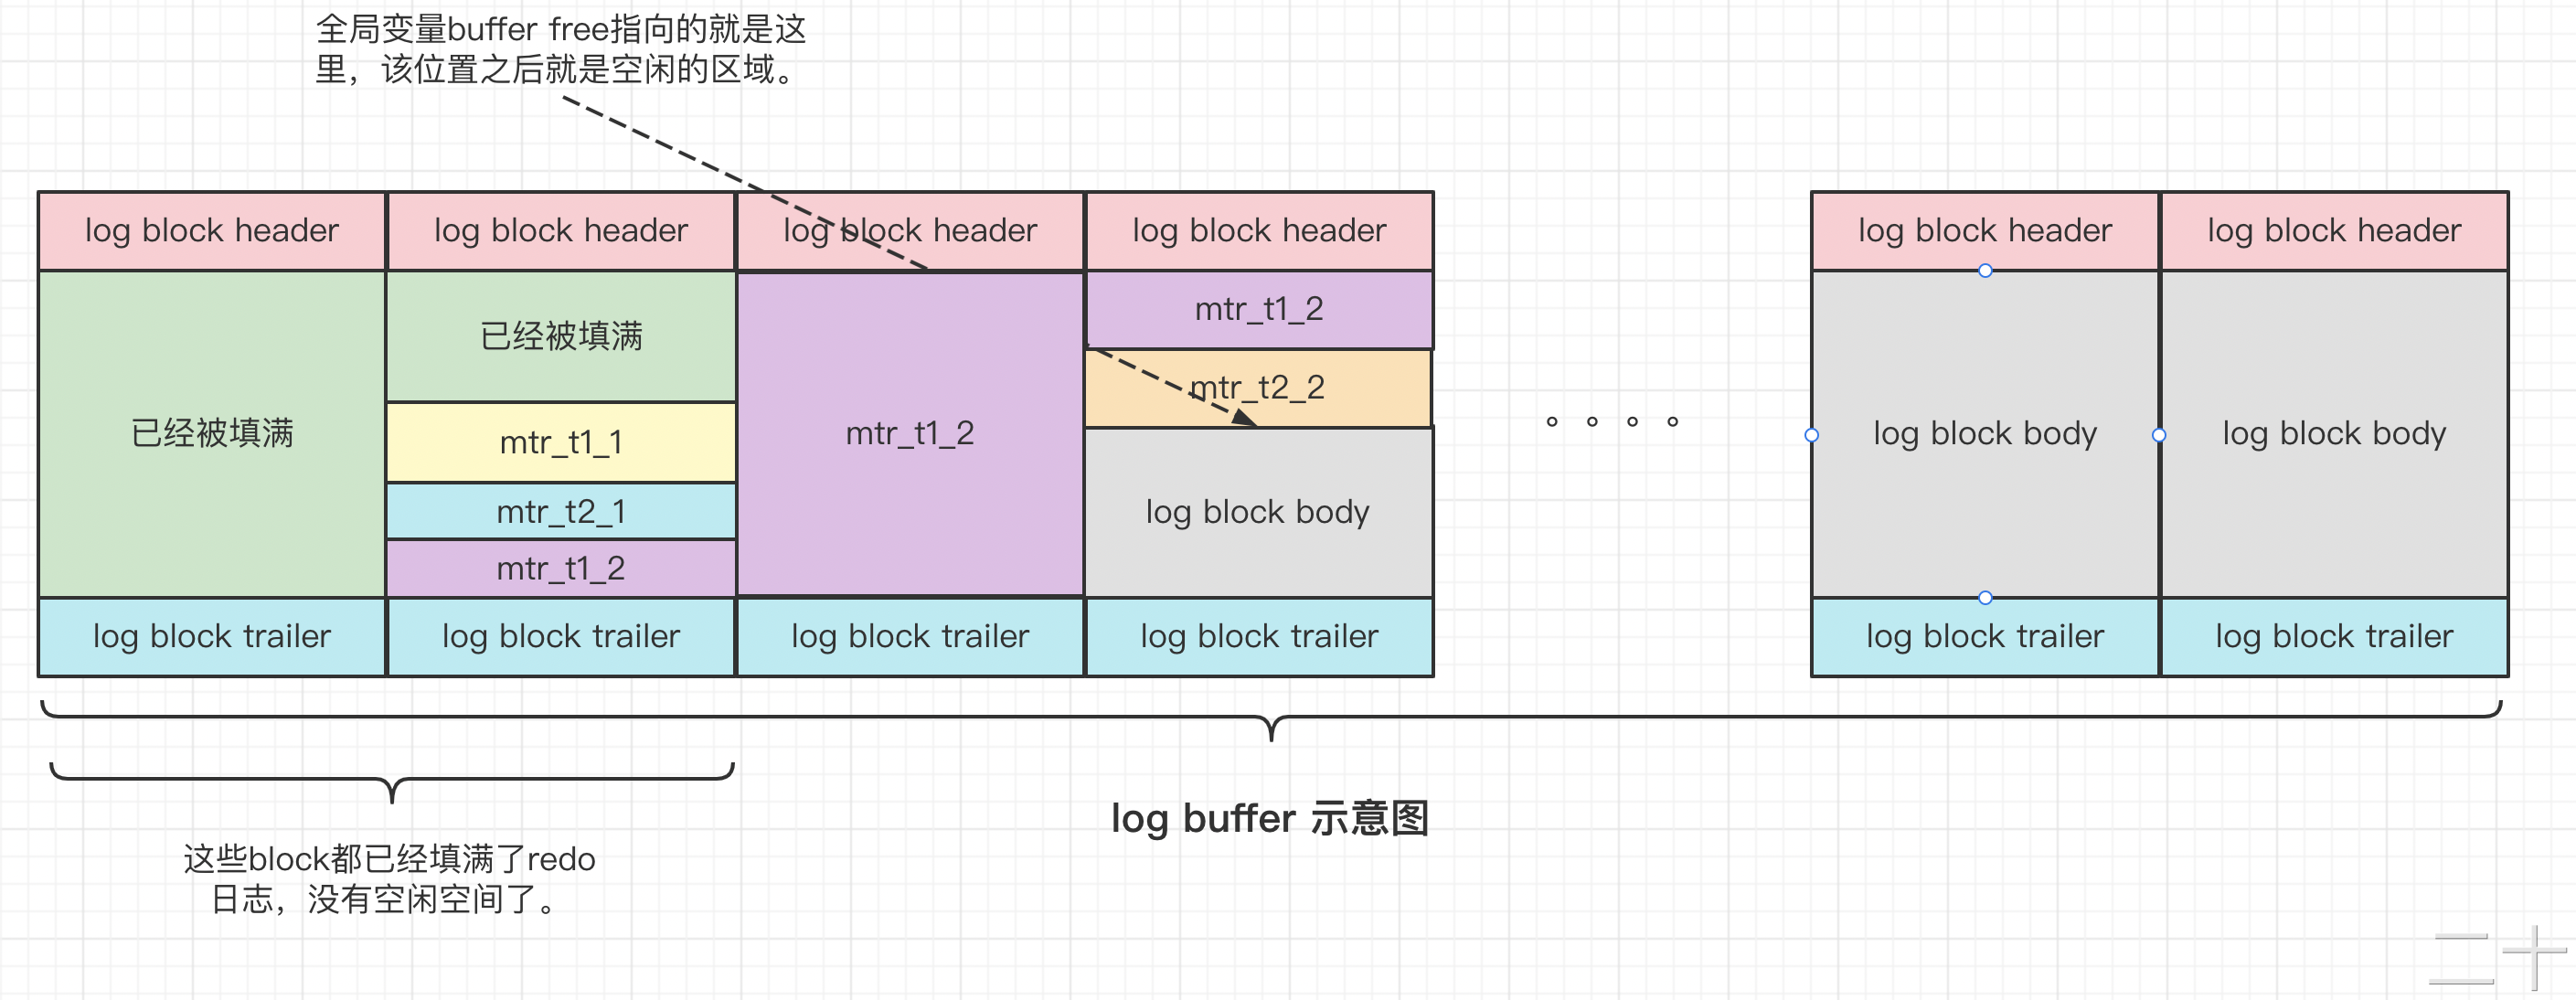 全局变量buffer free指向的就是这
里，该位置之后就是空闲的区域。
log block header
log block header
log block header
log block header
log block header
log block header
已经被填满
已经被填满
mtr_t1_1
mtr_t2_1
mtr_t1_2
mtr_t1_2
mtr_t1_2
mtr_t2_2
log block body
。。。。
log block body
log block body
log block trailer
log block trailer
log block trailer
log block trailer
log block trailer
log block trailer
log buffer 示意图
这些block都已经填满了redo
日志，没有空闲空间了。
二十